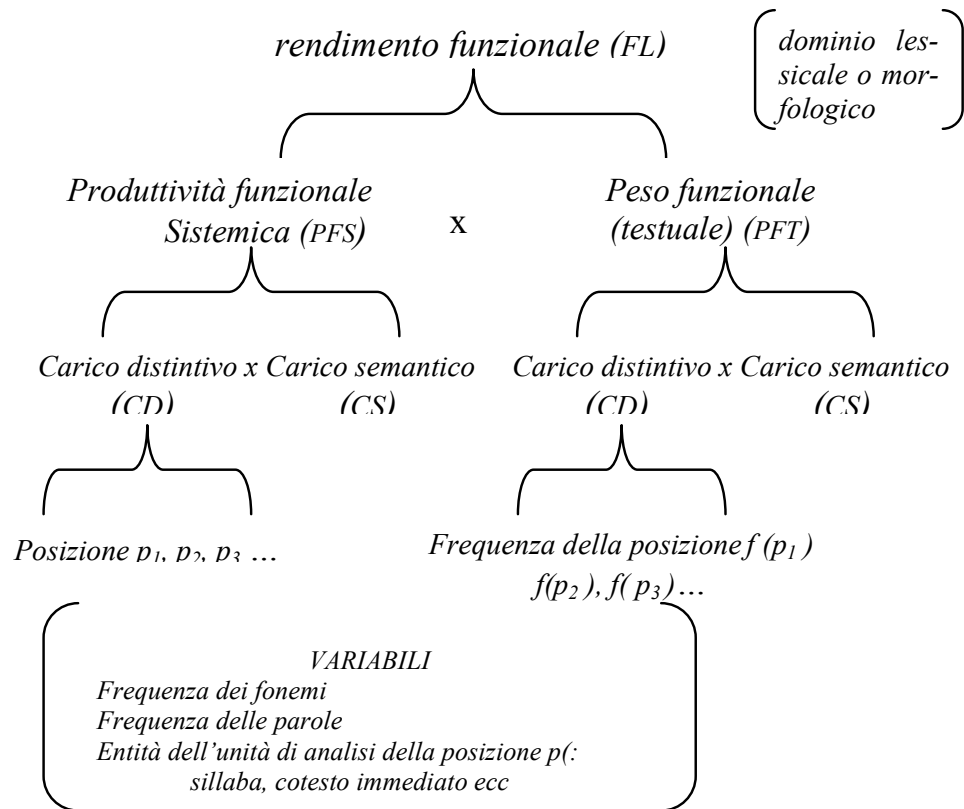 rendimento funzionale (FL)
dominio les-
sicale o mor-
fologico
Produttività funzionale
Sistemica (PFS)
x
Peso funzionale
(testuale) (PFT)
Carico distintivo x Carico semantico
(CD) (CS)
Carico distintivo x Carico semantico
(CD) (CS)
Posizione p1, p2, p3 ...
Frequenza della posizione f (p1 )
f(p2 ), f( p3 )...
VARIABILI
Frequenza dei fonemi
Frequenza delle parole
Entità dell’unità di analisi della posizione p(:
sillaba, cotesto immediato ecc